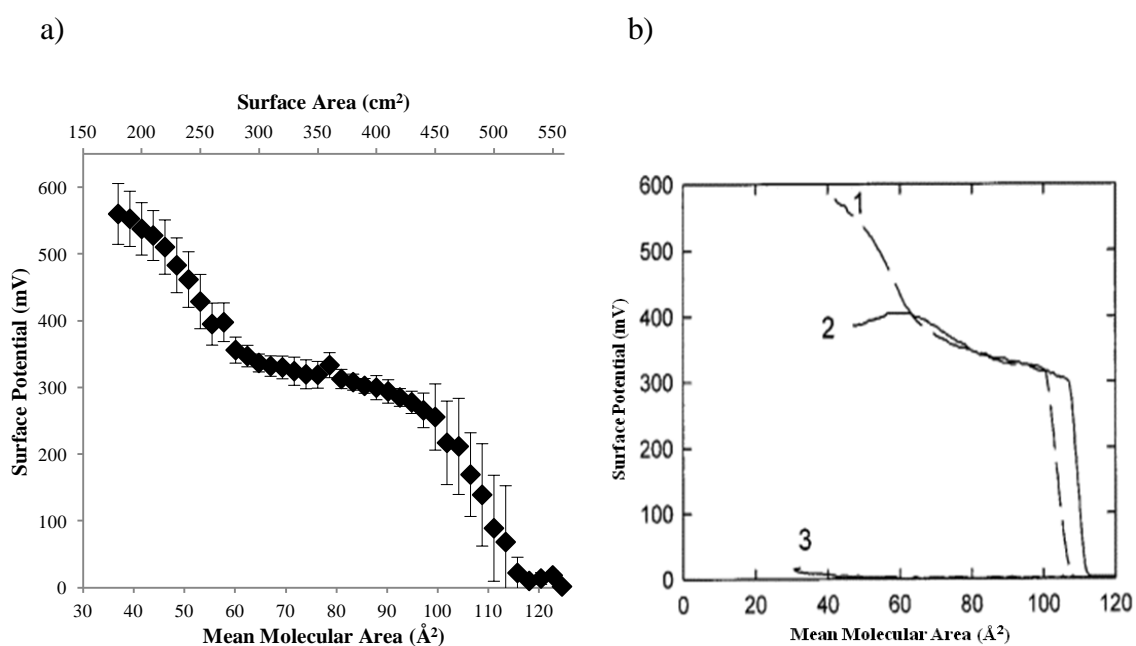 a)
Surface Area (cm²)
150 200 250 300 350 400 450 500 550
600
500
400
300
200
100
0
Surface Potential (mV)
30 40 50 60 70 80 90 100 110 120
Mean Molecular Area (Å²)
b)
600
500
400
300
200
100
0
Surface Potential (mV)
1
2
3
0 20 40 60 80 100 120
Mean Molecular Area (Å²)